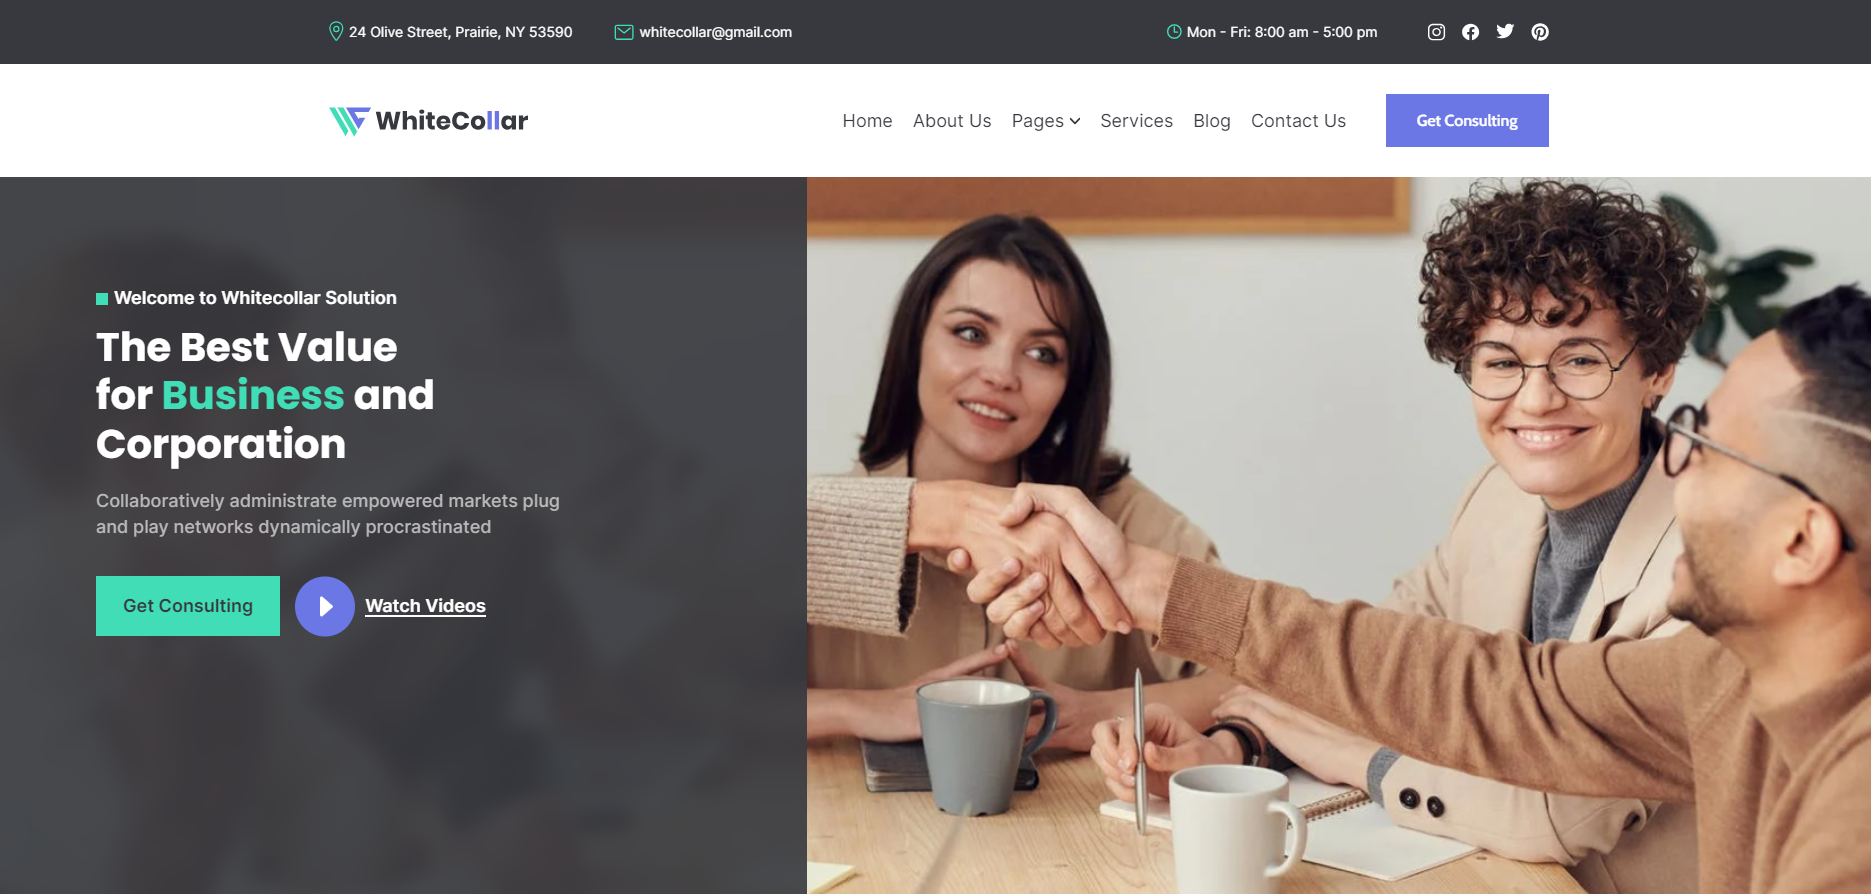 24 Olive Street, Prairie, NY 53590
whitecollar@gmail.com
Mon - Fri: 8:00 am - 5:00 pm
WhiteCollar
Home
About Us
Pages
Services
Blog
Contact Us
Get Consulting
Welcome to Whitecollar Solution
The Best Value
for Business and
Corporation
Collaboratively administrate empowered markets plug
and play networks dynamically procrastinated
Get Consulting
Watch Videos